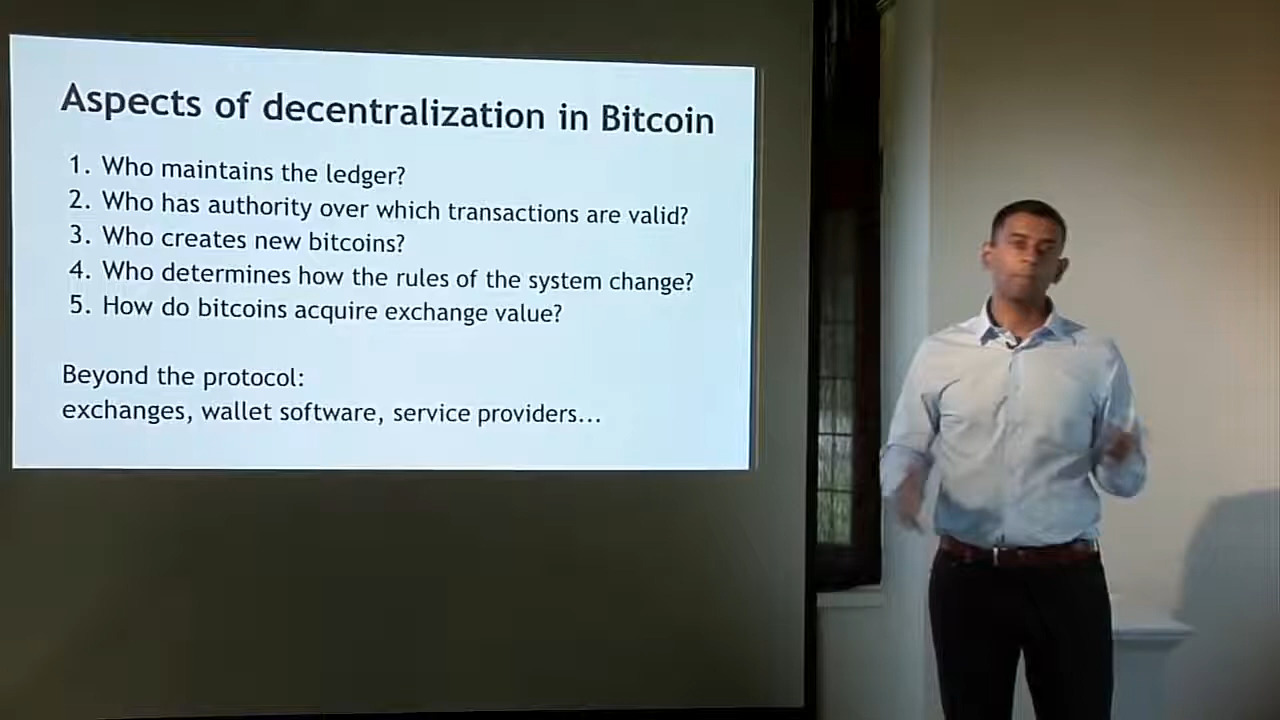 Aspects of decentralization in Bitcoin
1. Who maintains the ledger?
2. Who has authority over which transactions are valid?
3. Who creates new bitcoins?
4. Who determines how the rules of the system change?
5. How do bitcoins acquire exchange value?
Beyond the protocol:
exchanges, wallet software, service providers...